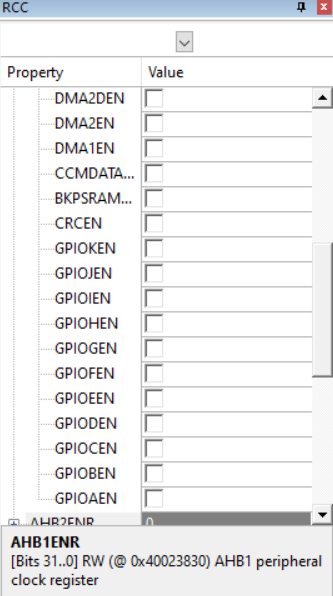 RCC
Property Value
DMA2DEN
DMA2EN
DMA1EN
CCMDATA...
BKPSRAM...
CRCEN
GPIOKEN
GPIOJEN
GPIOIEN
GPIOHEN
GPIOGEN
GPIOFEN
GPIOEEN
GPIODEN
GPIOCEN
GPIOBEN
GPIOAEN
AHB2ENR 0
AHB1ENR
[Bits 31..0] RW (@ 0x40023830) AHB1 peripheral
clock register